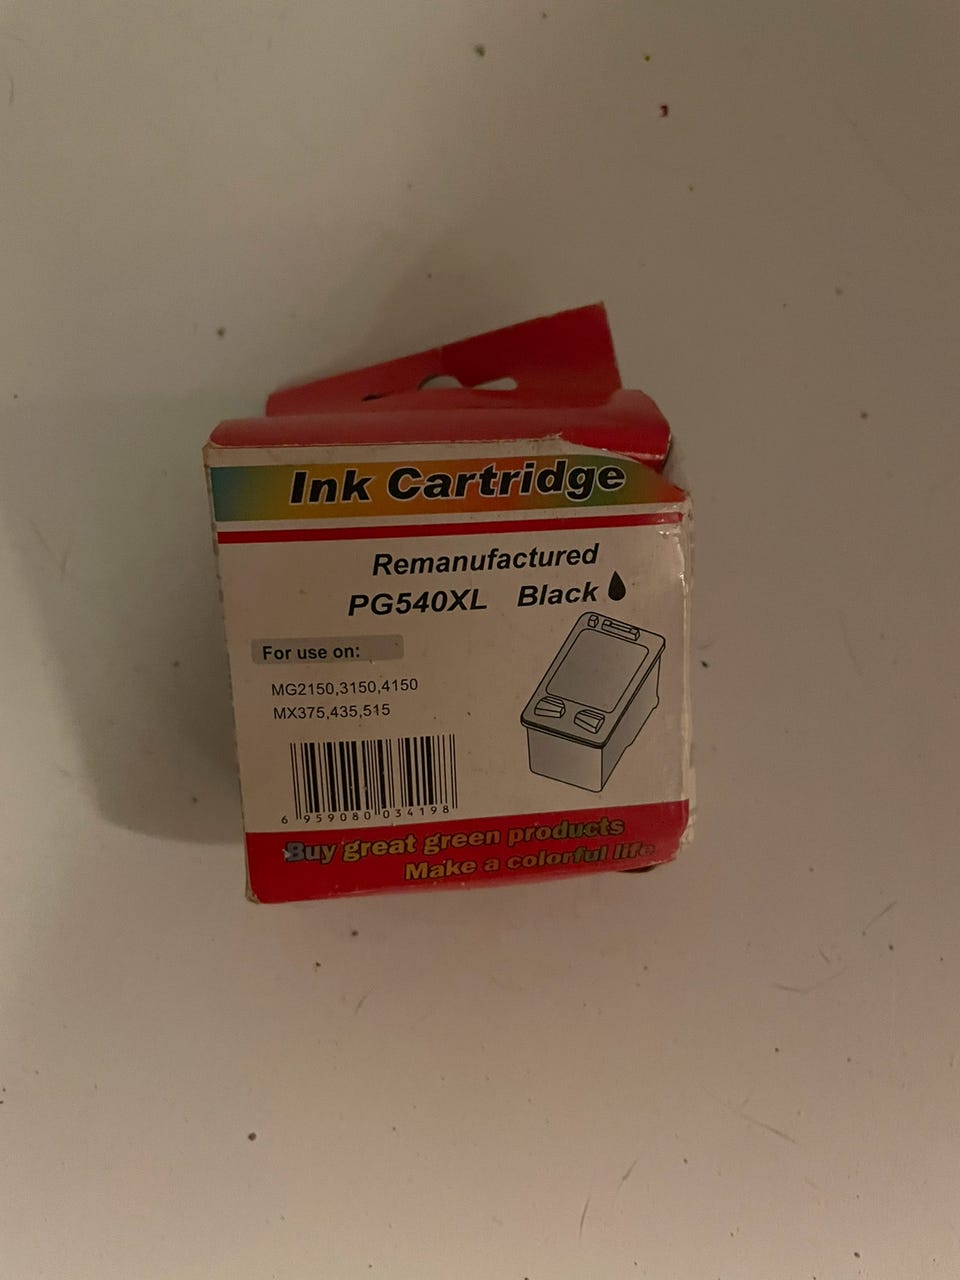 Ink Cartridge
Remanufactured
PG540XL Black
For use on:
MG2150,3150,4150
MX375,435,515
6 959080 034198
Buy great green products
Make a colorful life